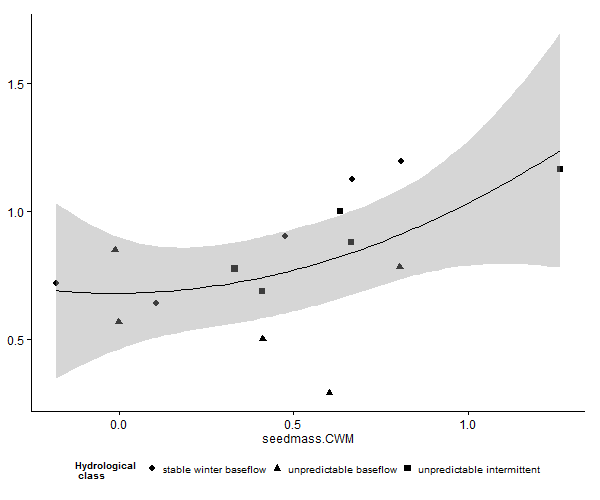 1.5
1.0
0.5
0.0 0.5 1.0
seedmass.CWM
Hydrological class stable winter baseflow unpredictable baseflow unpredictable intermittent